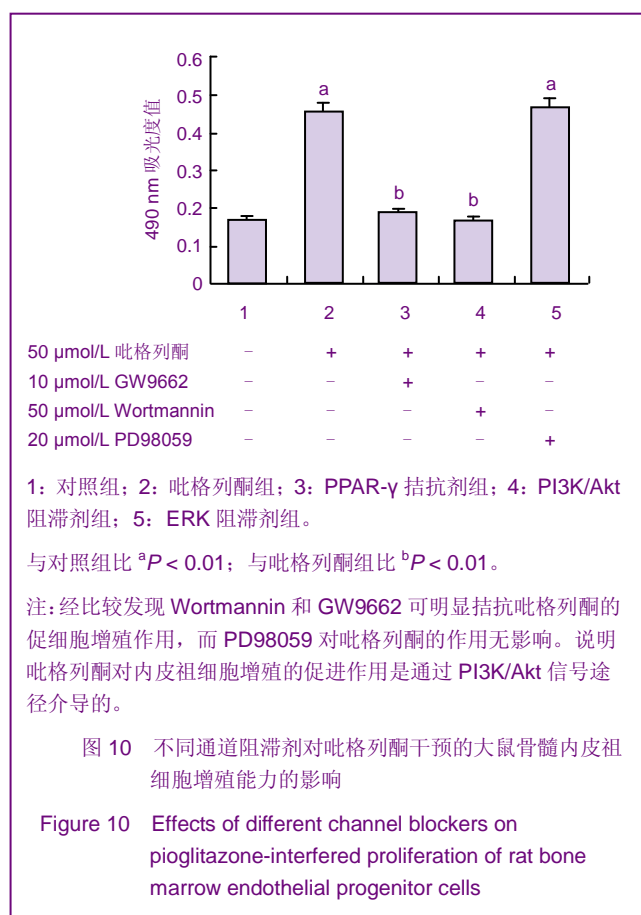 0.6
0.5
0.4
0.3
0.2
0.1
0
490 nm 吸光度值
a
b
b
a
1 2 3 4 5
50 μmol/L 吡格列酮 − + + + +
10 μmol/L GW9662 − − + − −
50 μmol/L Wortmannin − − − + −
20 μmol/L PD98059 − − − − +
1：对照组；2：吡格列酮组；3：PPAR-γ 拮抗剂组；4：PI3K/Akt
阻滞剂组；5：ERK 阻滞剂组。
与对照组比 ᵃP < 0.01；与吡格列酮组比 ᵇP < 0.01。
注：经比较发现 Wortmannin 和 GW9662 可明显拮抗吡格列酮的
促细胞增殖作用，而 PD98059 对吡格列酮的作用无影响。说明
吡格列酮对内皮祖细胞增殖的促进作用是通过 PI3K/Akt 信号途
径介导的。
图 10 不同通道阻滞剂对吡格列酮干预的大鼠骨髓内皮祖
细胞增殖能力的影响
Figure 10 Effects of different channel blockers on
pioglitazone-interfered proliferation of rat bone
marrow endothelial progenitor cells